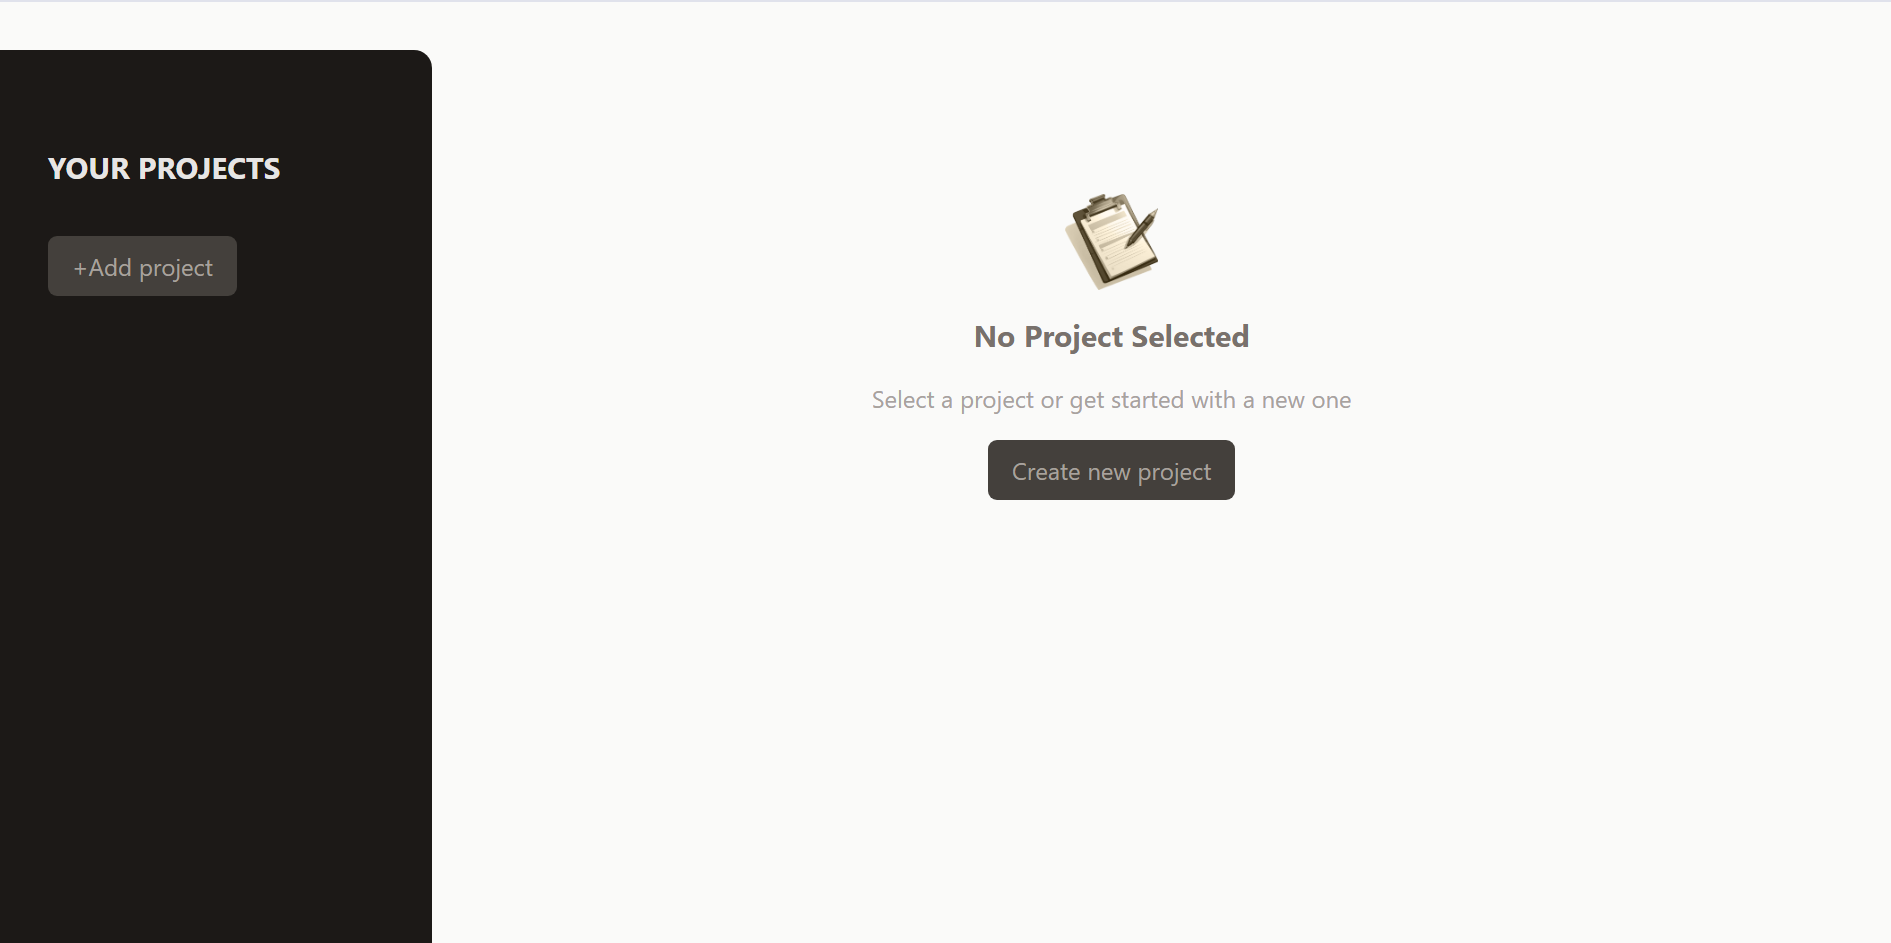 YOUR PROJECTS
+Add project
No Project Selected
Select a project or get started with a new one
Create new project